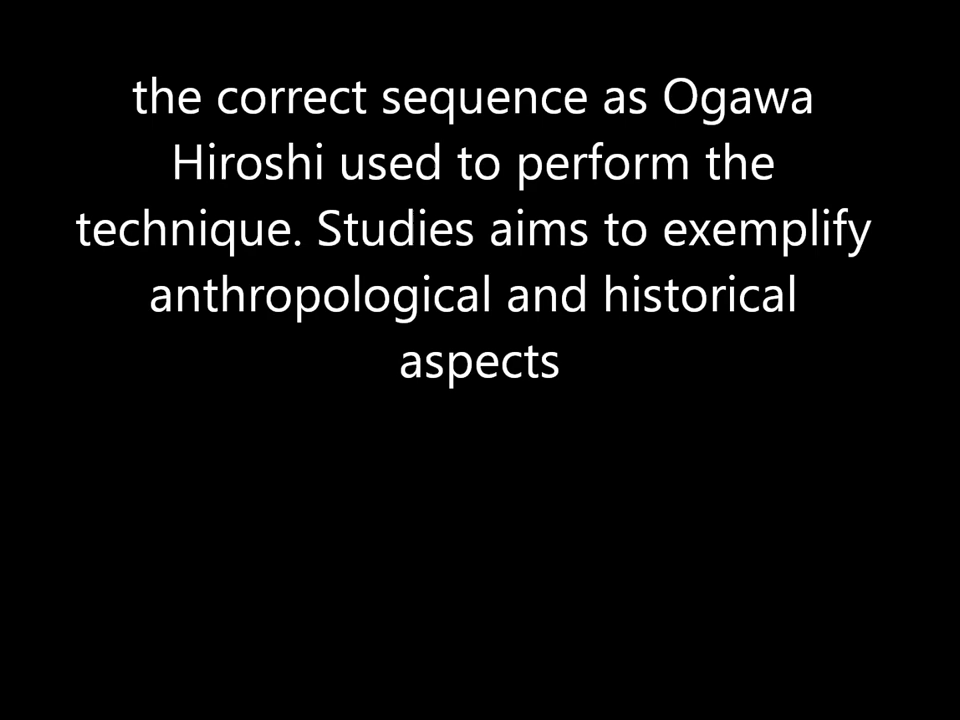 the correct sequence as Ogawa
Hiroshi used to perform the
technique. Studies aims to exemplify
anthropological and historical
aspects